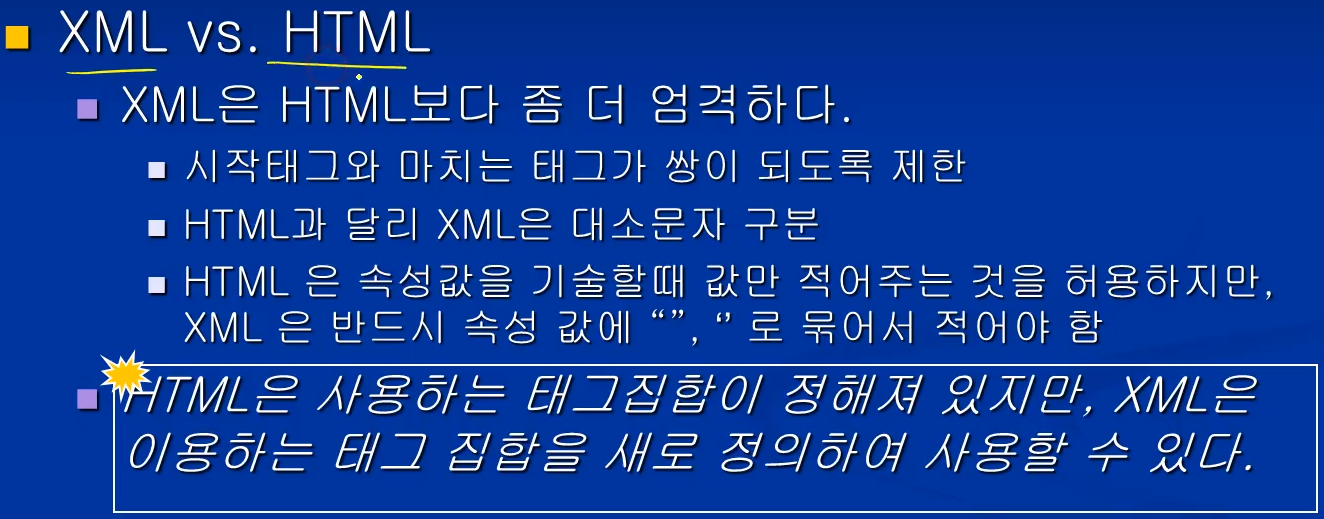 XML vs. HTML
XML은 HTML보다 좀 더 엄격하다.
시작태그와 마치는 태그가 쌍이 되도록 제한
HTML과 달리 XML은 대소문자 구분
HTML 은 속성값을 기술할때 값만 적어주는 것을 허용하지만,
XML 은 반드시 속성 값에 “”, ‘’ 로 묶어서 적어야 함
HTML은 사용하는 태그집합이 정해져 있지만, XML은
이용하는 태그 집합을 새로 정의하여 사용할 수 있다.